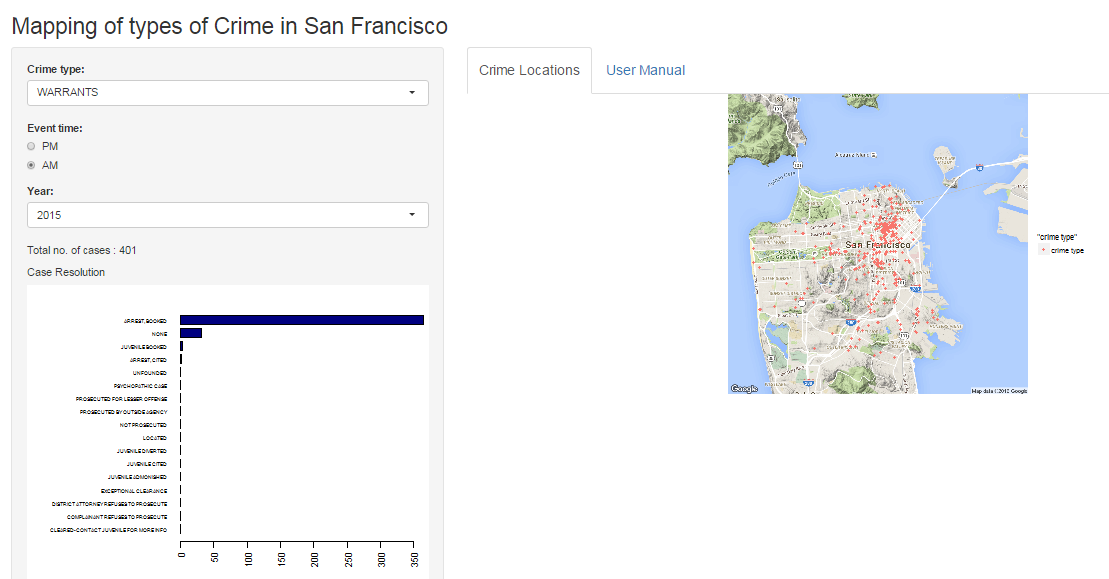 Mapping of types of Crime in San Francisco
Crime type:
WARRANTS
Event time:
PM
AM
Year:
2015
Total no. of cases : 401
Case Resolution
ARREST, BOOKED
NONE
JUVENILE BOOKED
ARREST, CITED
UNFOUNDED
PSYCHOPATHIC CASE
PROSECUTED FOR LESSER OFFENSE
PROSECUTED BY OUTSIDE AGENCY
NOT PROSECUTED
LOCATED
JUVENILE DIVERTED
JUVENILE CITED
JUVENILE ADMONISHED
EXCEPTIONAL CLEARANCE
DISTRICT ATTORNEY REFUSES TO PROSECUTE
COMPLAINANT REFUSES TO PROSECUTE
CLEARED-CONTACT JUVENILE FOR MORE INFO
0 50 100 150 200 250 300 350
Crime Locations
User Manual
101
101
San Francisco
Google
Map data ©2016 Google
"crime type"
crime type